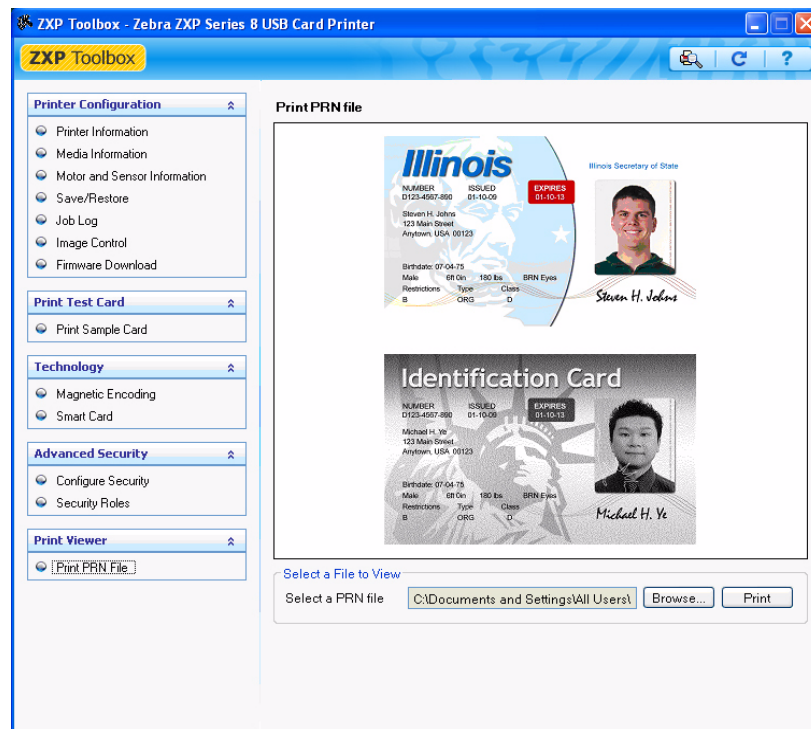 ZXP Toolbox - Zebra ZXP Series 8 USB Card Printer
ZXP Toolbox
Printer Configuration
Printer Information
Media Information
Motor and Sensor Information
Save/Restore
Job Log
Image Control
Firmware Download
Print Test Card
Print Sample Card
Technology
Magnetic Encoding
Smart Card
Advanced Security
Configure Security
Security Roles
Print Viewer
Print PRN File
Print PRN file
Illinois
Illinois Secretary of State
NUMBER ISSUED EXPIRES
D123-4567-890 01-10-09 01-10-13
Steven H. Johns
123 Main Street
Anytown, USA 00123
Birthdate: 07-04-75
Male 6ft 0in 180 lbs BRN Eyes
Restrictions Type Class
B ORG D
Steven H. Johns
Identification Card
NUMBER ISSUED EXPIRES
D123-4567-890 01-10-09 01-10-13
Michael H. Ye
123 Main Street
Anytown, USA 00123
Birthdate: 07-04-75
Male 6ft 0in 180 lbs BRN Eyes
Restrictions Type Class
B ORG D
Michael H. Ye
Select a File to View
Select a PRN file C:\Documents and Settings\All Users\ Browse... Print